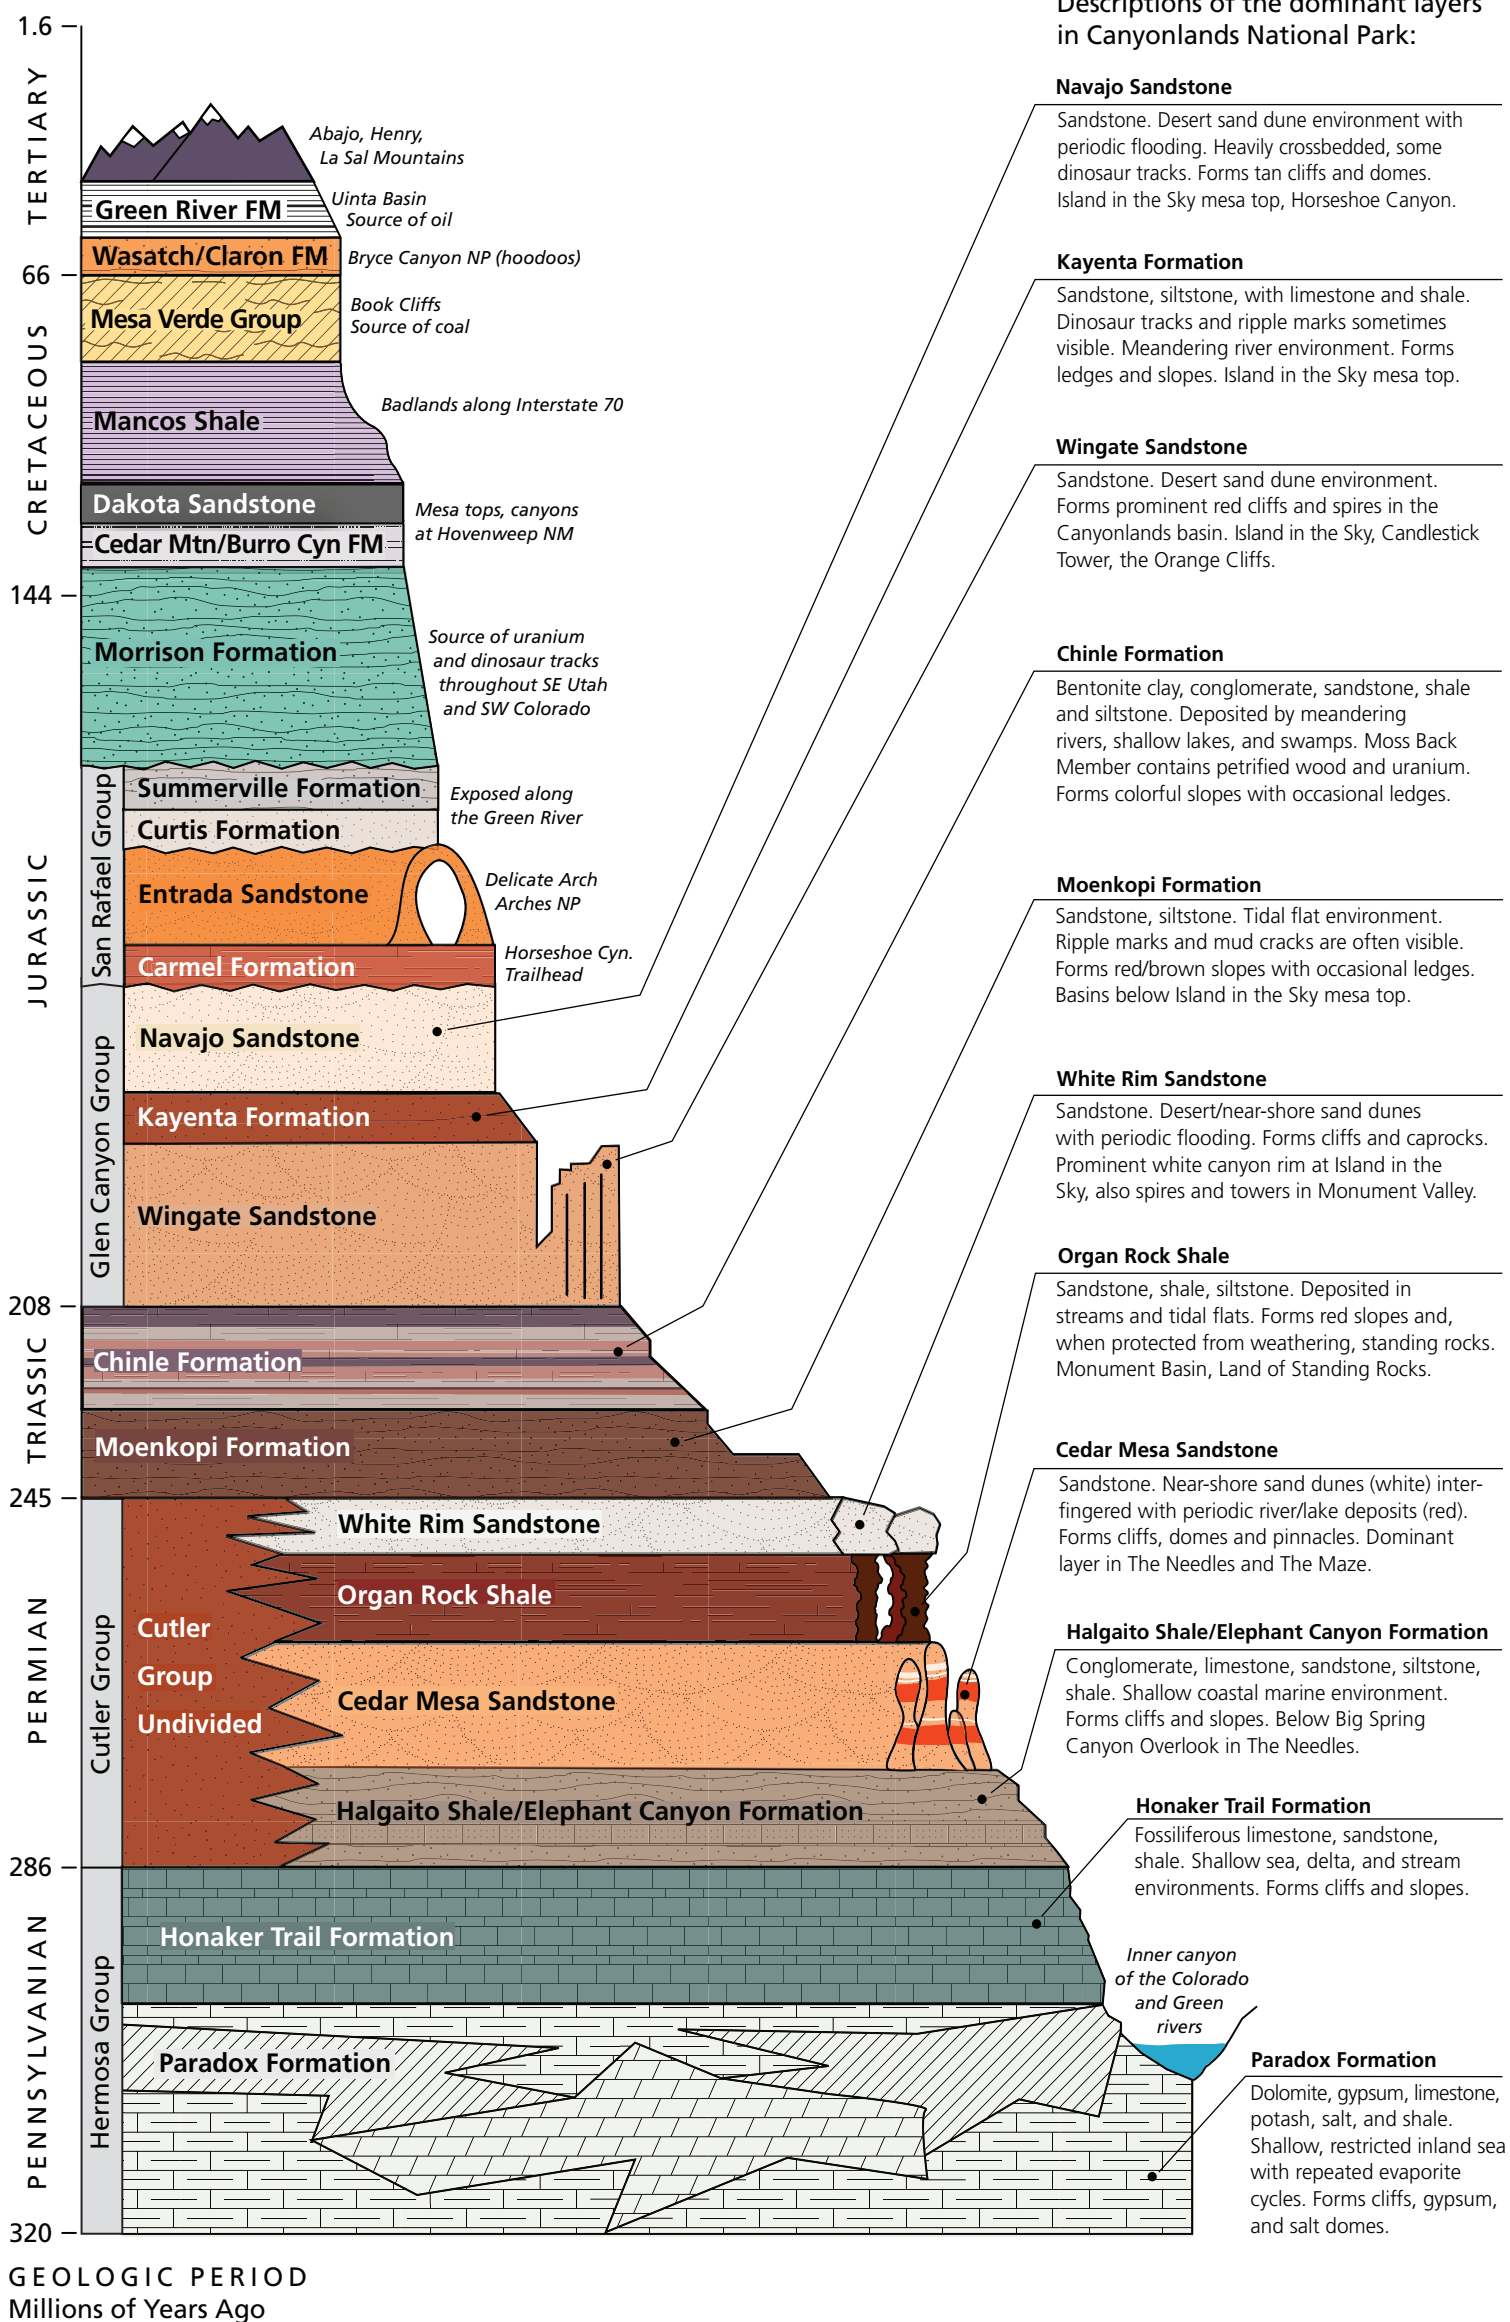 Descriptions of the dominant layers
in Canyonlands National Park:
1.6
TERTIARY
66
CRETACEOUS
144
JURASSIC
208
TRIASSIC
245
PERMIAN
286
PENNSYLVANIAN
320
GEOLOGIC PERIOD
Millions of Years Ago
Abajo, Henry,
La Sal Mountains
Green River FM
Uinta Basin
Source of oil
Wasatch/Claron FM
Bryce Canyon NP (hoodoos)
Mesa Verde Group
Book Cliffs
Source of coal
Mancos Shale
Badlands along Interstate 70
Dakota Sandstone
Cedar Mtn/Burro Cyn FM
Mesa tops, canyons
at Hovenweep NM
Morrison Formation
Source of uranium
and dinosaur tracks
throughout SE Utah
and SW Colorado
San Rafael Group
Summerville Formation
Curtis Formation
Exposed along
the Green River
Entrada Sandstone
Delicate Arch
Arches NP
Carmel Formation
Horseshoe Cyn.
Trailhead
Glen Canyon Group
Navajo Sandstone
Kayenta Formation
Wingate Sandstone
Chinle Formation
Moenkopi Formation
Cutler Group
Cutler
Group
Undivided
White Rim Sandstone
Organ Rock Shale
Cedar Mesa Sandstone
Halgaito Shale/Elephant Canyon Formation
Hermosa Group
Honaker Trail Formation
Paradox Formation
Inner canyon
of the Colorado
and Green
rivers
Navajo Sandstone
Sandstone. Desert sand dune environment with
periodic flooding. Heavily crossbedded, some
dinosaur tracks. Forms tan cliffs and domes.
Island in the Sky mesa top, Horseshoe Canyon.
Kayenta Formation
Sandstone, siltstone, with limestone and shale.
Dinosaur tracks and ripple marks sometimes
visible. Meandering river environment. Forms
ledges and slopes. Island in the Sky mesa top.
Wingate Sandstone
Sandstone. Desert sand dune environment.
Forms prominent red cliffs and spires in the
Canyonlands basin. Island in the Sky, Candlestick
Tower, the Orange Cliffs.
Chinle Formation
Bentonite clay, conglomerate, sandstone, shale
and siltstone. Deposited by meandering
rivers, shallow lakes, and swamps. Moss Back
Member contains petrified wood and uranium.
Forms colorful slopes with occasional ledges.
Moenkopi Formation
Sandstone, siltstone. Tidal flat environment.
Ripple marks and mud cracks are often visible.
Forms red/brown slopes with occasional ledges.
Basins below Island in the Sky mesa top.
White Rim Sandstone
Sandstone. Desert/near-shore sand dunes
with periodic flooding. Forms cliffs and caprocks.
Prominent white canyon rim at Island in the
Sky, also spires and towers in Monument Valley.
Organ Rock Shale
Sandstone, shale, siltstone. Deposited in
streams and tidal flats. Forms red slopes and,
when protected from weathering, standing rocks.
Monument Basin, Land of Standing Rocks.
Cedar Mesa Sandstone
Sandstone. Near-shore sand dunes (white) inter-
fingered with periodic river/lake deposits (red).
Forms cliffs, domes and pinnacles. Dominant
layer in The Needles and The Maze.
Halgaito Shale/Elephant Canyon Formation
Conglomerate, limestone, sandstone, siltstone,
shale. Shallow coastal marine environment.
Forms cliffs and slopes. Below Big Spring
Canyon Overlook in The Needles.
Honaker Trail Formation
Fossiliferous limestone, sandstone,
shale. Shallow sea, delta, and stream
environments. Forms cliffs and slopes.
Paradox Formation
Dolomite, gypsum, limestone,
potash, salt, and shale.
Shallow, restricted inland sea
with repeated evaporite
cycles. Forms cliffs, gypsum,
and salt domes.